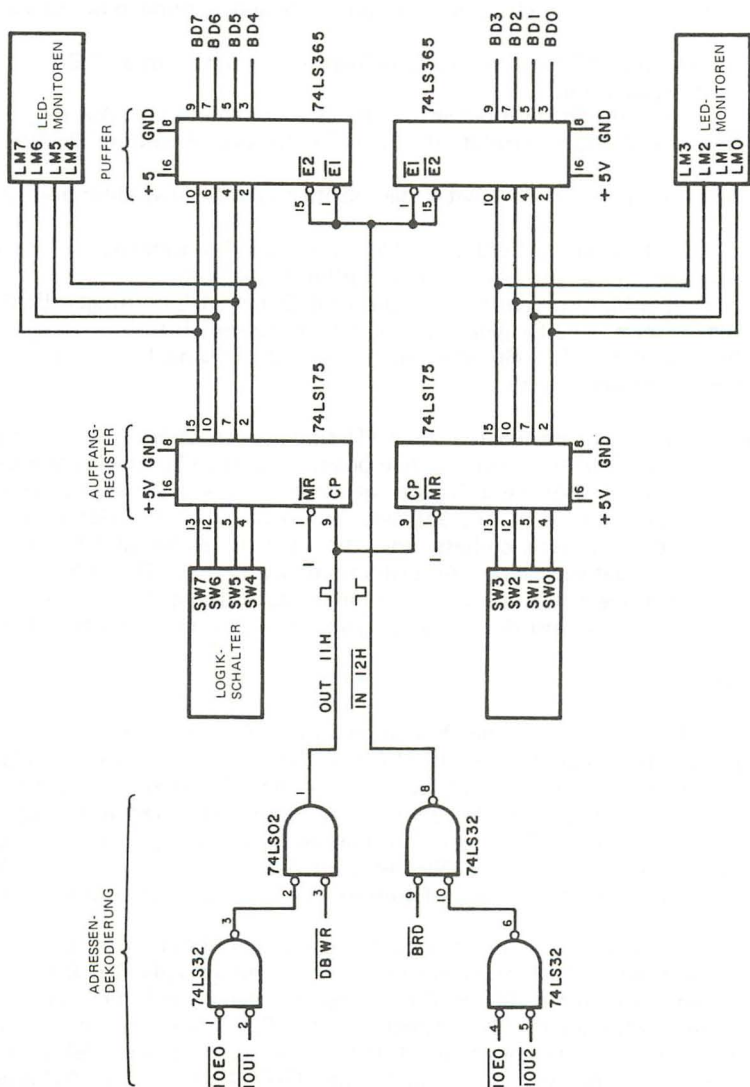 ADRESSEN-
DEKODIERUNG
AUFFANG-
REGISTER
PUFFER
LM7
LM6 LED-
LM5 MONITOREN
LM4
+5V GND
16 8
+5 GND
16 8
LOGIK-
SCHALTER
SW7 13 15 10 9 BD7
SW6 12 10 6 7 BD6
SW5 5 7 4 5 BD5
SW4 4 2 2 3 BD4
1 MR
9 CP
74LS175
15 E2
1 E1
74LS365
1
IOE0 1
IOU1 2
3
74LS32
2
DBWR 3
1
74LS02
OUT 11H
IN 12H
BRD 9
10
8
74LS32
IOE0 4
IOU2 5
6
74LS32
9 CP
1 MR
1
74LS175
1 E1
15 E2
74LS365
SW3 13 15 10 9 BD3
SW2 12 10 6 7 BD2
SW1 5 7 4 5 BD1
SW0 4 2 2 3 BD0
16 8
+5V GND
16 8
+5V GND
LM3
LM2 LED-
LM1 MONITOREN
LM0